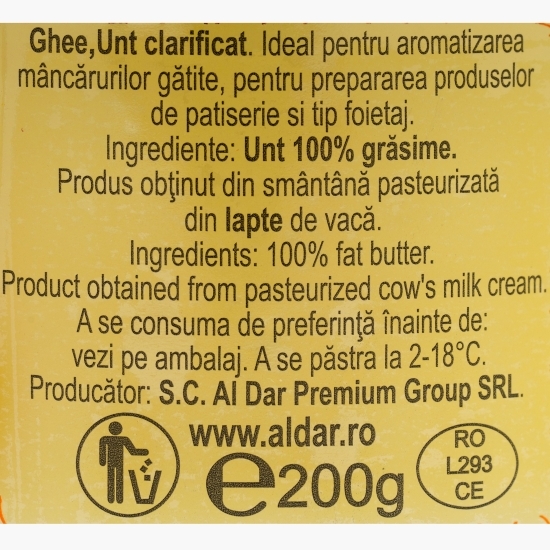 Ghee,Unt clarificat. Ideal pentru aromatizarea
mâncărurilor gătite, pentru prepararea produselor
de patiserie si tip foietaj.
Ingrediente: Unt 100% grăsime.
Produs obţinut din smântână pasteurizată
din lapte de vacă.
Ingredients: 100% fat butter.
Product obtained from pasteurized cow's milk cream.
A se consuma de preferinţă înainte de:
vezi pe ambalaj. A se păstra la 2-18°C.
Producător: S.C. Al Dar Premium Group SRL.
www.aldar.ro
℮200g
RO
L293
CE